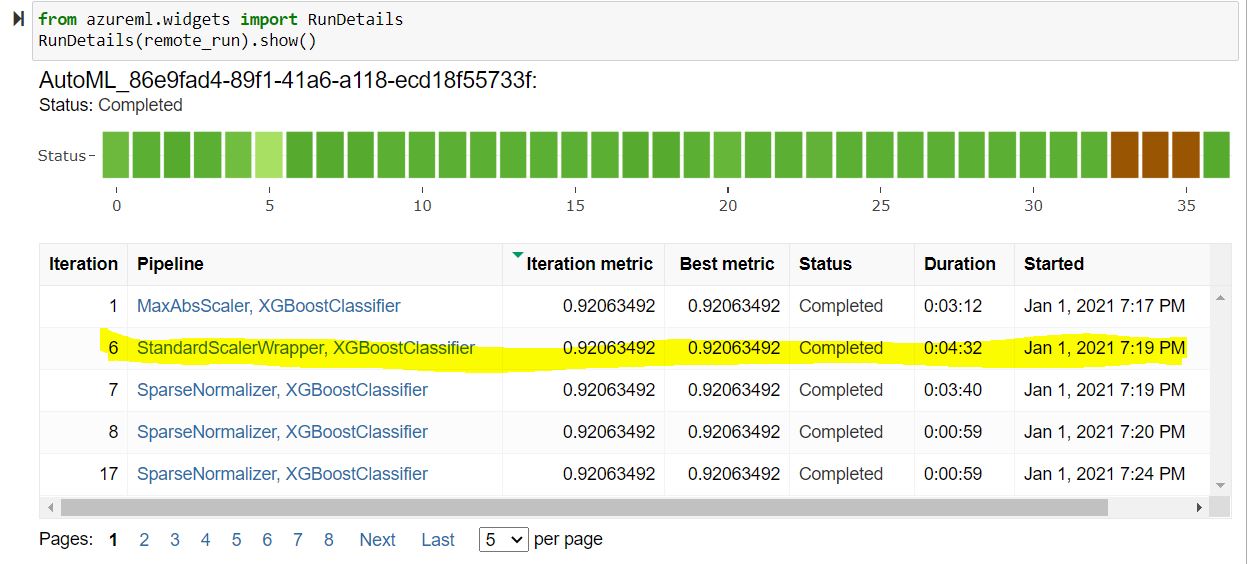 from azureml.widgets import RunDetails
RunDetails(remote_run).show()
AutoML_86e9fad4-89f1-41a6-a118-ecd18f55733f:
Status: Completed
Status
0 5 10 15 20 25 30 35
Iteration Pipeline Iteration metric Best metric Status Duration Started
1 MaxAbsScaler, XGBoostClassifier 0.92063492 0.92063492 Completed 0:03:12 Jan 1, 2021 7:17 PM
6 StandardScalerWrapper, XGBoostClassifier 0.92063492 0.92063492 Completed 0:04:32 Jan 1, 2021 7:19 PM
7 SparseNormalizer, XGBoostClassifier 0.92063492 0.92063492 Completed 0:03:40 Jan 1, 2021 7:19 PM
8 SparseNormalizer, XGBoostClassifier 0.92063492 0.92063492 Completed 0:00:59 Jan 1, 2021 7:20 PM
17 SparseNormalizer, XGBoostClassifier 0.92063492 0.92063492 Completed 0:00:59 Jan 1, 2021 7:24 PM
Pages: 1 2 3 4 5 6 7 8 Next Last 5 per page